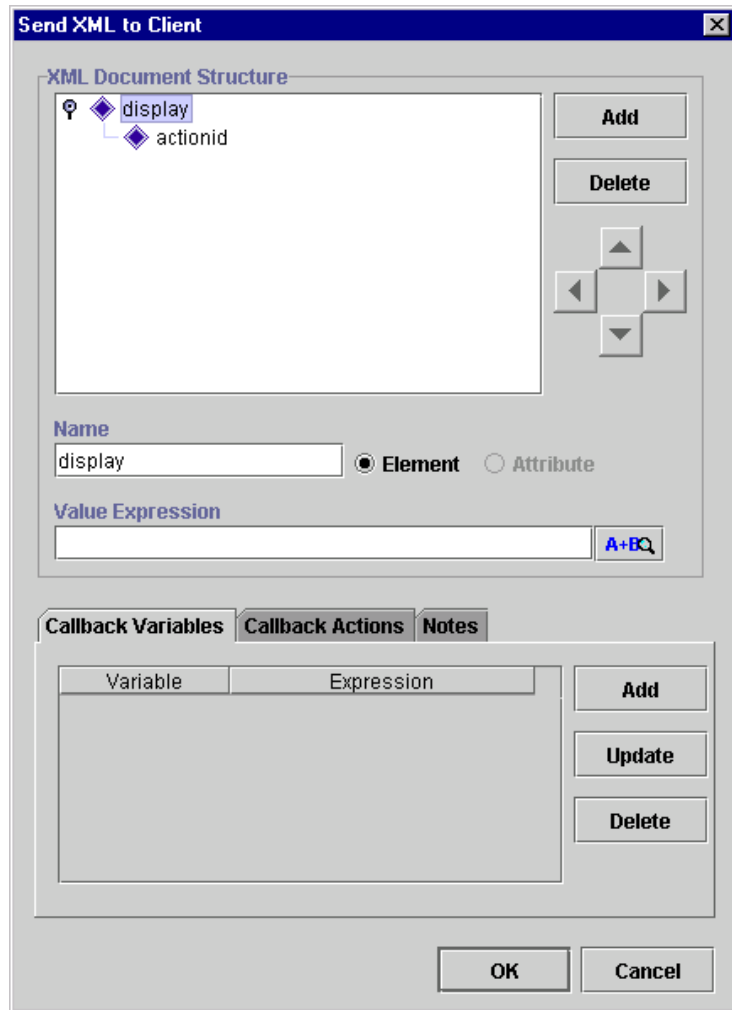 Send XML to Client
XML Document Structure
display
actionid
Add
Delete
Name
display
Element
Attribute
Value Expression
A+B
Callback Variables
Callback Actions
Notes
Variable
Expression
Add
Update
Delete
OK
Cancel